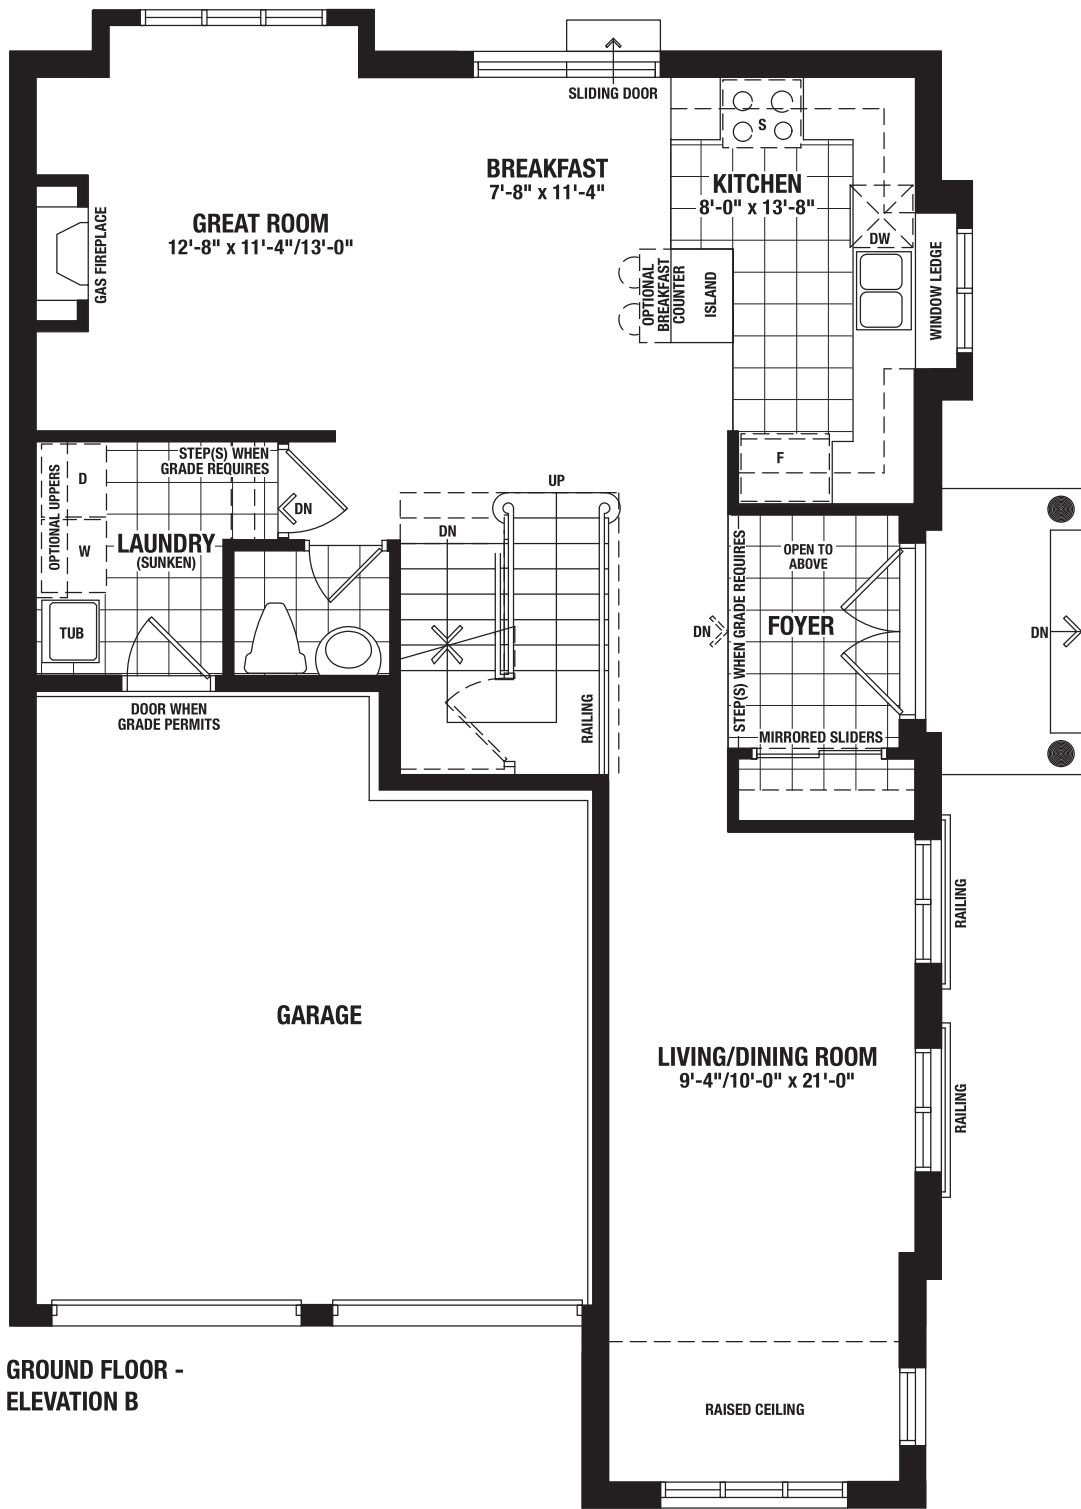 SLIDING DOOR
S
BREAKFAST
7'-8" x 11'-4"
KITCHEN
8'-0" x 13'-8"
GREAT ROOM
12'-8" x 11'-4"/13'-0"
GAS FIREPLACE
DW
WINDOW LEDGE
OPTIONAL
BREAKFAST
COUNTER
ISLAND
F
STEP(S) WHEN
GRADE REQUIRES
D
OPTIONAL UPPERS
W
DN
LAUNDRY
(SUNKEN)
TUB
UP
DN
DOOR WHEN
GRADE PERMITS
RAILING
STEP(S) WHEN GRADE REQUIRES
OPEN TO
ABOVE
FOYER
DN
DN
MIRRORED SLIDERS
RAILING
GARAGE
LIVING/DINING ROOM
9'-4"/10'-0" x 21'-0"
RAILING
RAISED CEILING
GROUND FLOOR -
ELEVATION B